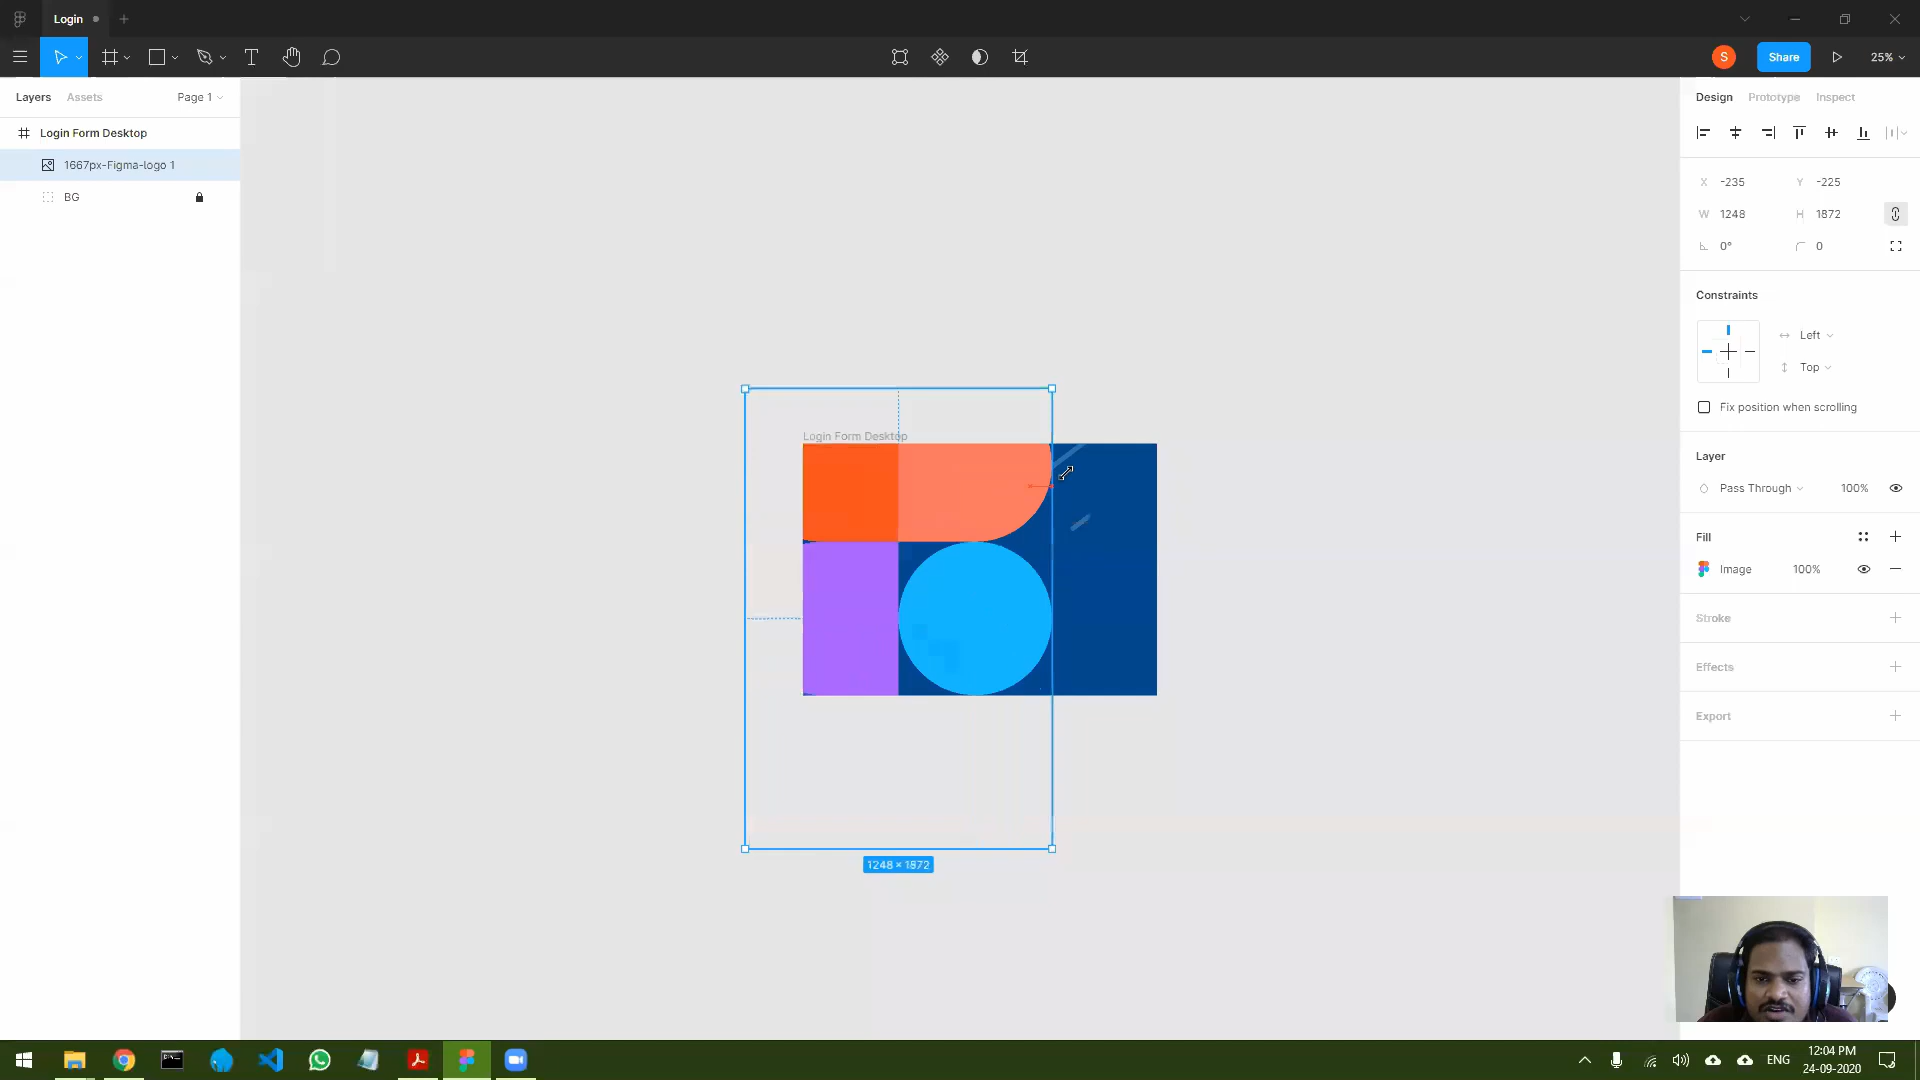 Login
S
Share
25%
Layers
Assets
Page 1
Design
Prototype
Inspect
Login Form Desktop
1667px-Figma-logo 1
BG
X -235
Y -225
W 1248
H 1872
0°
0
Constraints
Left
Top
Fix position when scrolling
Login Form Desktop
Layer
Pass Through
100%
Fill
Image
100%
Stroke
Effects
Export
1248 × 1872
ENG
12:04 PM
24-09-2020